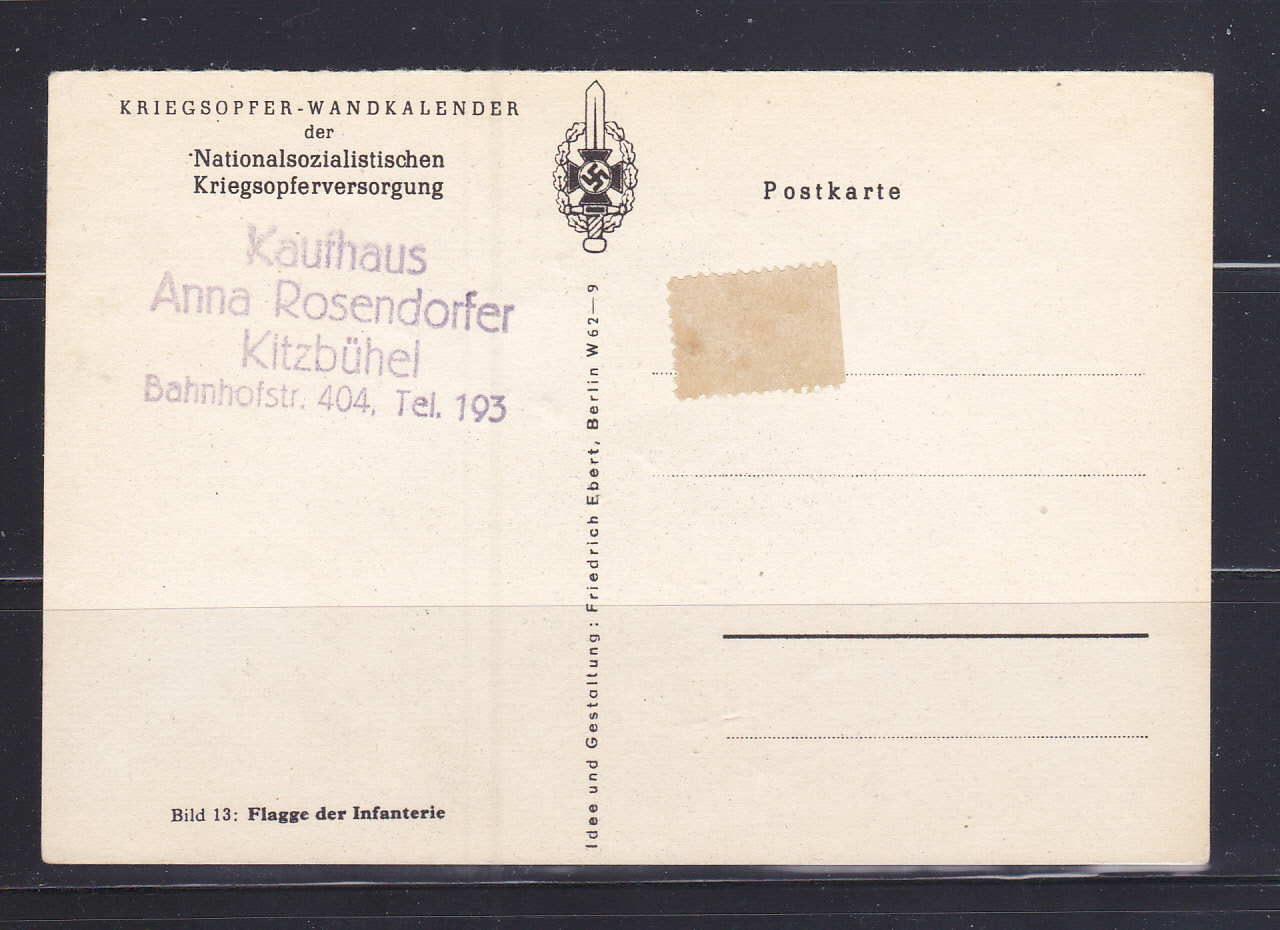 KRIEGSOPFER-WANDKALENDER
der
Nationalsozialistischen
Kriegsopferversorgung
Kaufhaus
Anna Rosendorfer
Kitzbühel
Bahnhofstr. 404, Tel. 193
Bild 13: Flagge der Infanterie
Idee und Gestaltung: Friedrich Ebert, Berlin W 62—9
Postkarte